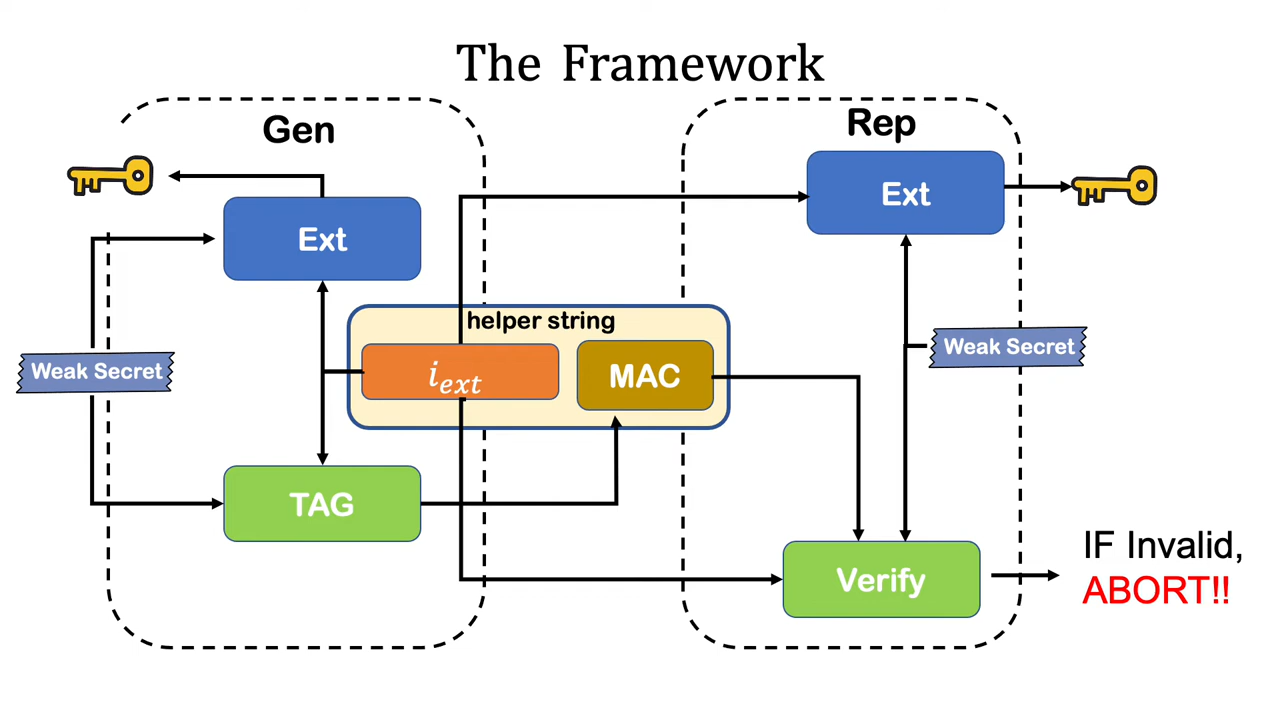 The Framework
Gen
Rep
Ext
Ext
helper string
Weak Secret
i_ext
MAC
Weak Secret
TAG
Verify
IF Invalid,
ABORT!!